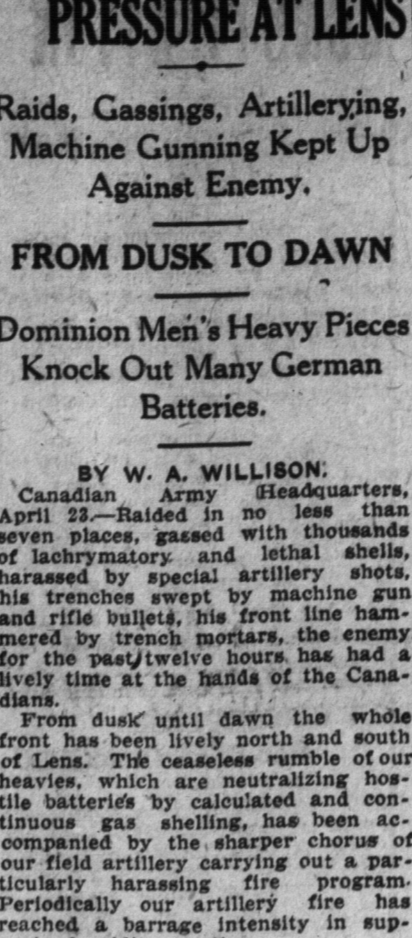 PRESSURE AT LENS
Raids, Gassings, Artillerying,
Machine Gunning Kept Up
Against Enemy.
FROM DUSK TO DAWN
Dominion Men's Heavy Pieces
Knock Out Many German
Batteries.
BY W. A. WILLISON.
Canadian Army Headquarters,
April 23.—Raided in no less than
seven places, gassed with thousands
of lachrymatory and lethal shells,
harassed by special artillery shots,
his trenches swept by machine gun
and rifle bullets, his front line ham-
mered by trench mortars, the enemy
for the past twelve hours has had a
lively time at the hands of the Cana-
dians.
From dusk until dawn the whole
front has been lively north and south
of Lens. The ceaseless rumble of our
heavies, which are neutralizing hos-
tile batteries by calculated and con-
tinuous gas shelling, has been ac-
companied by the sharper chorus of
our field artillery carrying out a par-
ticularly harassing fire program.
Periodically our artillery fire has
reached a barrage intensity in sup-